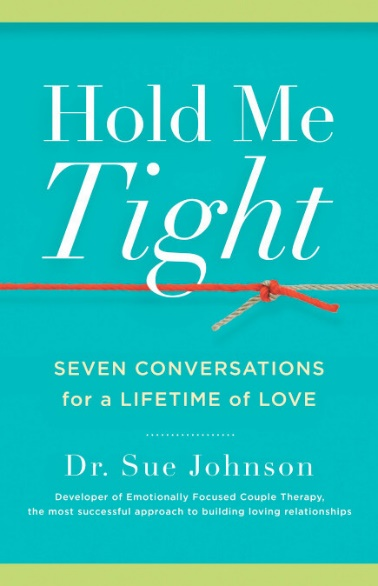 Hold Me
Tight
SEVEN CONVERSATIONS
for a LIFETIME of LOVE
Dr. Sue Johnson
Developer of Emotionally Focused Couple Therapy,
the most successful approach to building loving relationships